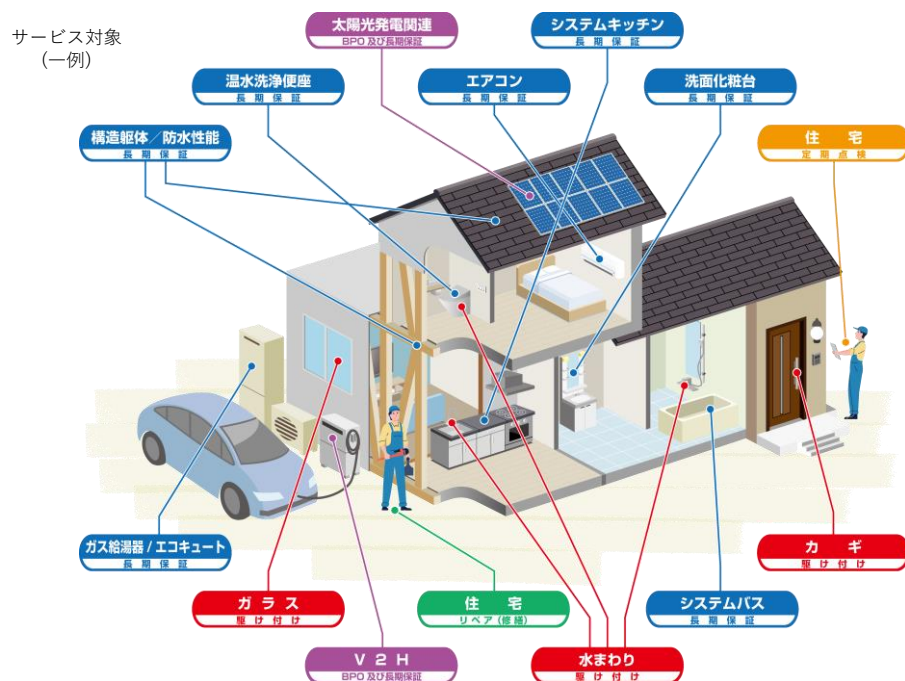 サービス対象
(一例)
太陽光発電関連
BPO 及び長期保証
システムキッチン
長期保証
温水洗浄便座
長期保証
エアコン
長期保証
洗面化粧台
長期保証
構造躯体／防水性能
長期保証
住宅
定期点検
ガス給湯器 / エコキュート
長期保証
カギ
駆け付け
ガラス
駆け付け
住宅
リペア（修繕）
システムバス
長期保証
V2H
BPO 及び長期保証
水まわり
駆け付け